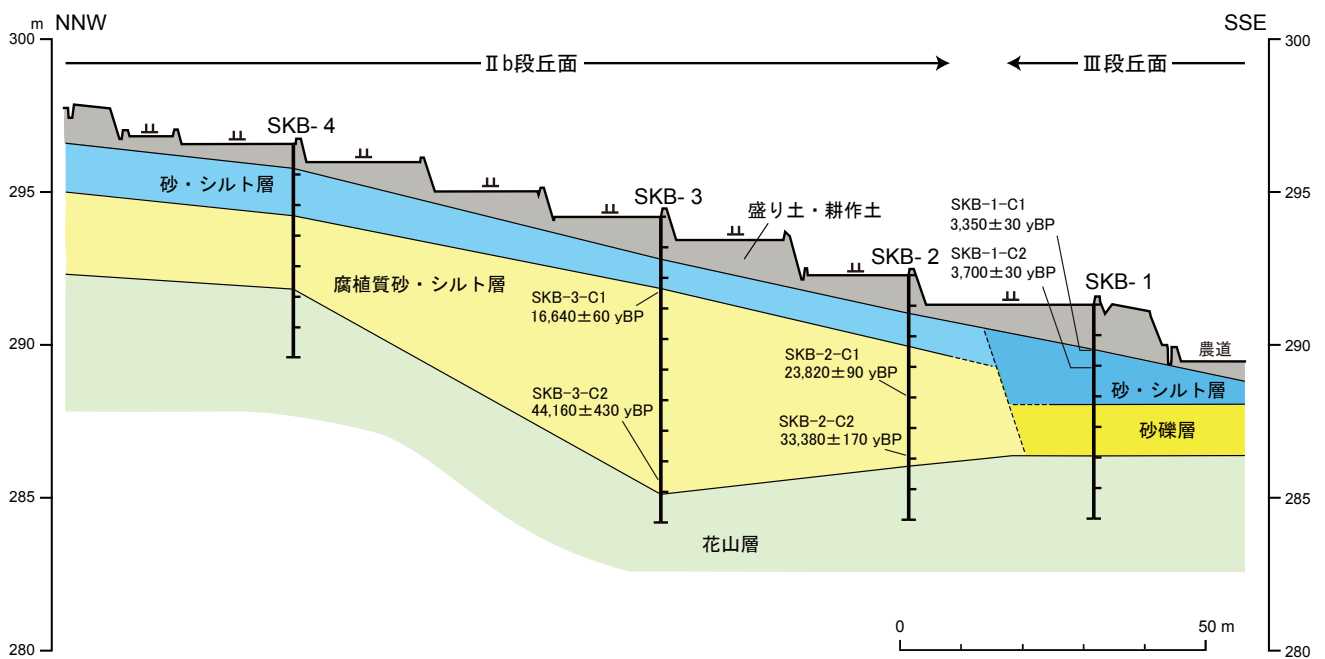 m NNW
SSE
300
300
Ⅱb段丘面
Ⅲ段丘面
SKB-4
295
295
砂・シルト層
SKB-3
盛り土・耕作土
SKB-1-C1
3,350±30 yBP
SKB-2
SKB-1-C2
3,700±30 yBP
SKB-1
腐植質砂・シルト層
SKB-3-C1
16,640±60 yBP
290
290
農道
SKB-2-C1
23,820±90 yBP
砂・シルト層
SKB-3-C2
44,160±430 yBP
SKB-2-C2
33,380±170 yBP
砂礫層
285
285
花山層
0
50 m
280
280